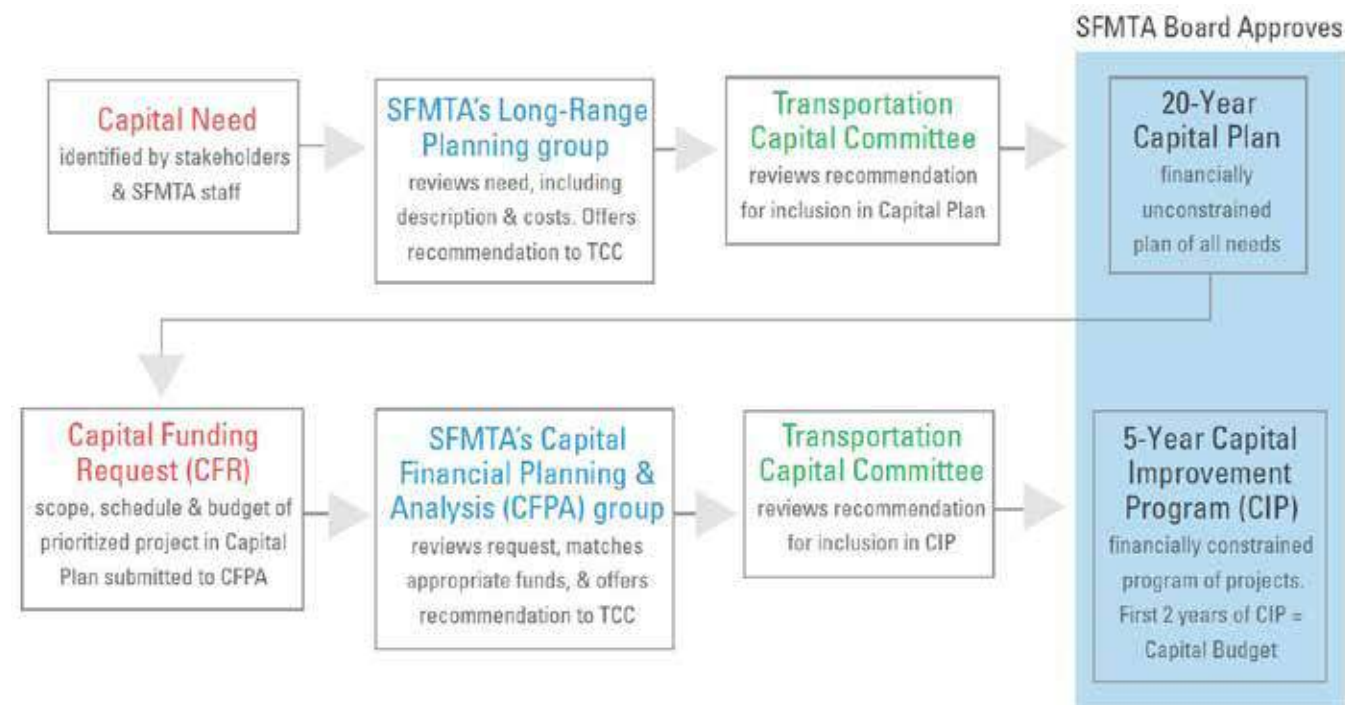 SFMTA Board Approves
Capital Need
identified by stakeholders
& SFMTA staff
SFMTA's Long-Range
Planning group
reviews need, including
description & costs. Offers
recommendation to TCC
Transportation
Capital Committee
reviews recommendation
for inclusion in Capital Plan
20-Year
Capital Plan
financially
unconstrained
plan of all needs
Capital Funding
Request (CFR)
scope, schedule & budget of
prioritized project in Capital
Plan submitted to CFPA
SFMTA's Capital
Financial Planning &
Analysis (CFPA) group
reviews request, matches
appropriate funds, & offers
recommendation to TCC
Transportation
Capital Committee
reviews recommendation
for inclusion in CIP
5-Year Capital
Improvement
Program (CIP)
financially constrained
program of projects.
First 2 years of CIP =
Capital Budget